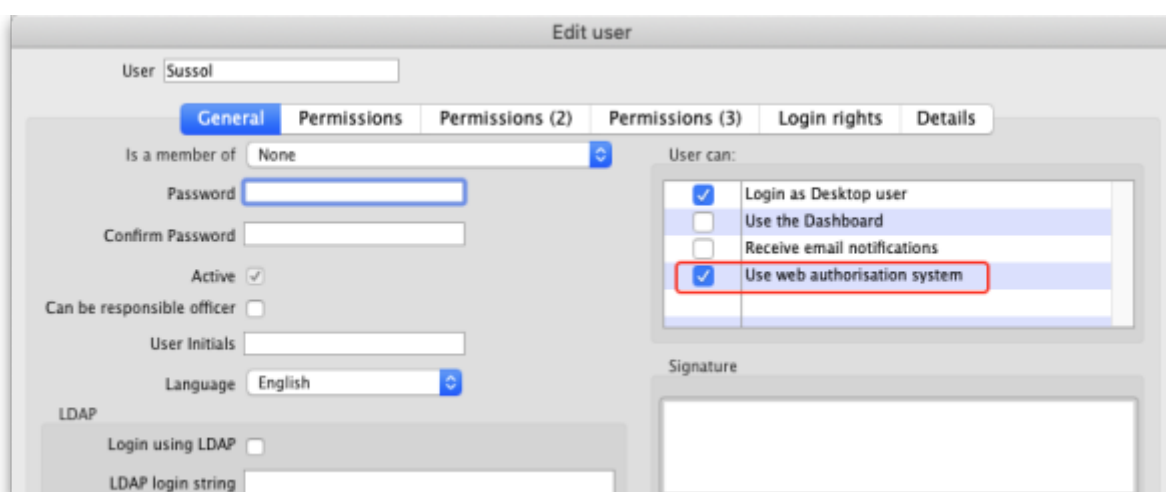 Edit user
User Sussol
General Permissions Permissions (2) Permissions (3) Login rights Details
Is a member of None
Password
Confirm Password
Active
Can be responsible officer
User Initials
Language English
LDAP
Login using LDAP
LDAP login string
User can:
Login as Desktop user
Use the Dashboard
Receive email notifications
Use web authorisation system
Signature